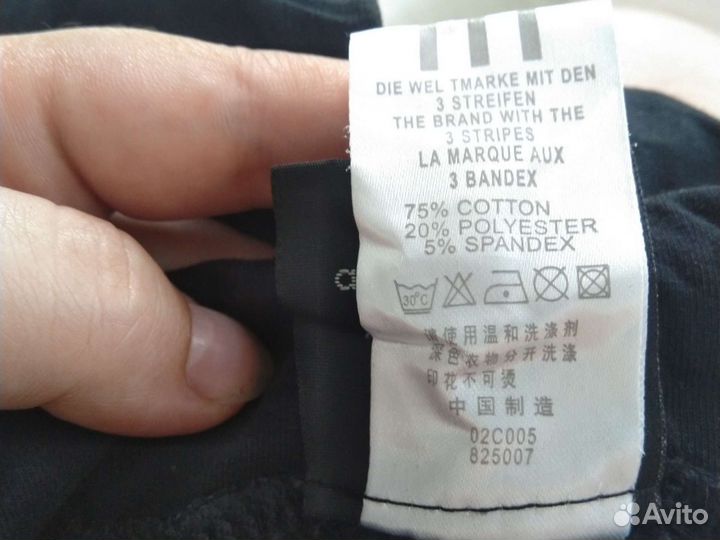 DIE WEL TMARKE MIT DEN
3 STREIFEN
THE BRAND WITH THE
3 STRIPES
LA MARQUE AUX
3 BANDEX
75% COTTON
20% POLYESTER
5% SPANDEX
30°C
使用温和洗涤剂
深色衣物分开洗涤
印花不可烫
中国制造
02C005
825007
Avito